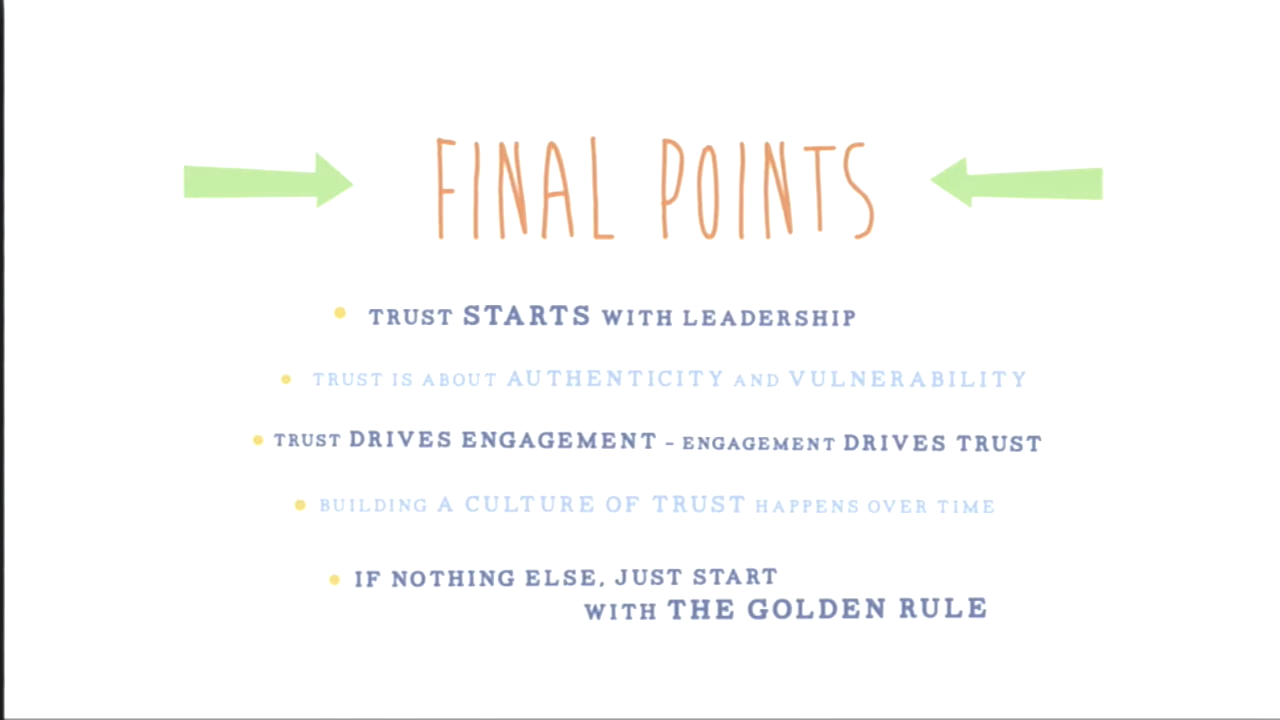 FINAL POINTS
TRUST STARTS WITH LEADERSHIP
TRUST IS ABOUT AUTHENTICITY AND VULNERABILITY
TRUST DRIVES ENGAGEMENT - ENGAGEMENT DRIVES TRUST
BUILDING A CULTURE OF TRUST HAPPENS OVER TIME
IF NOTHING ELSE, JUST START
WITH THE GOLDEN RULE